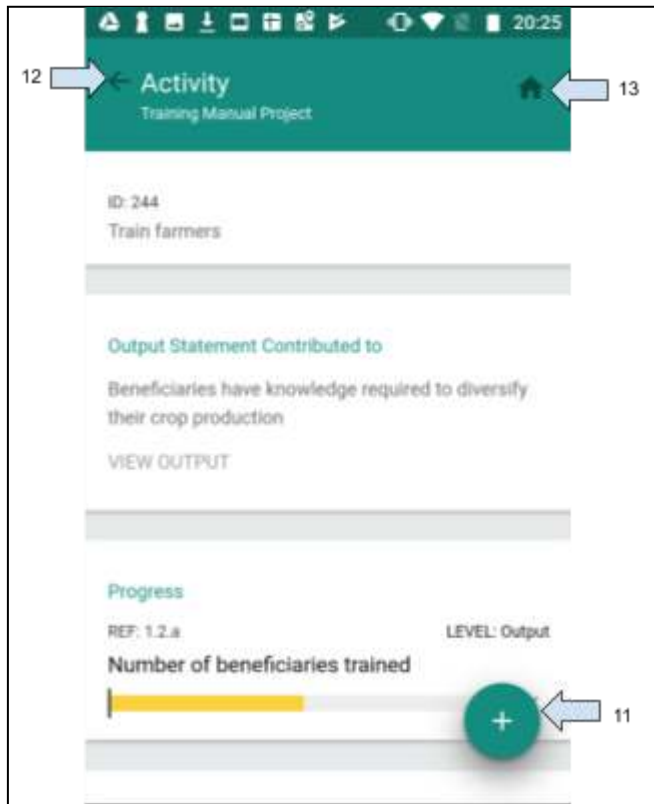 20:25
12
Activity
13
Training Manual Project
ID: 244
Train farmers
Output Statement Contributed to
Beneficiaries have knowledge required to diversify
their crop production
VIEW OUTPUT
Progress
REF: 1.2.a LEVEL: Output
Number of beneficiaries trained
+
11